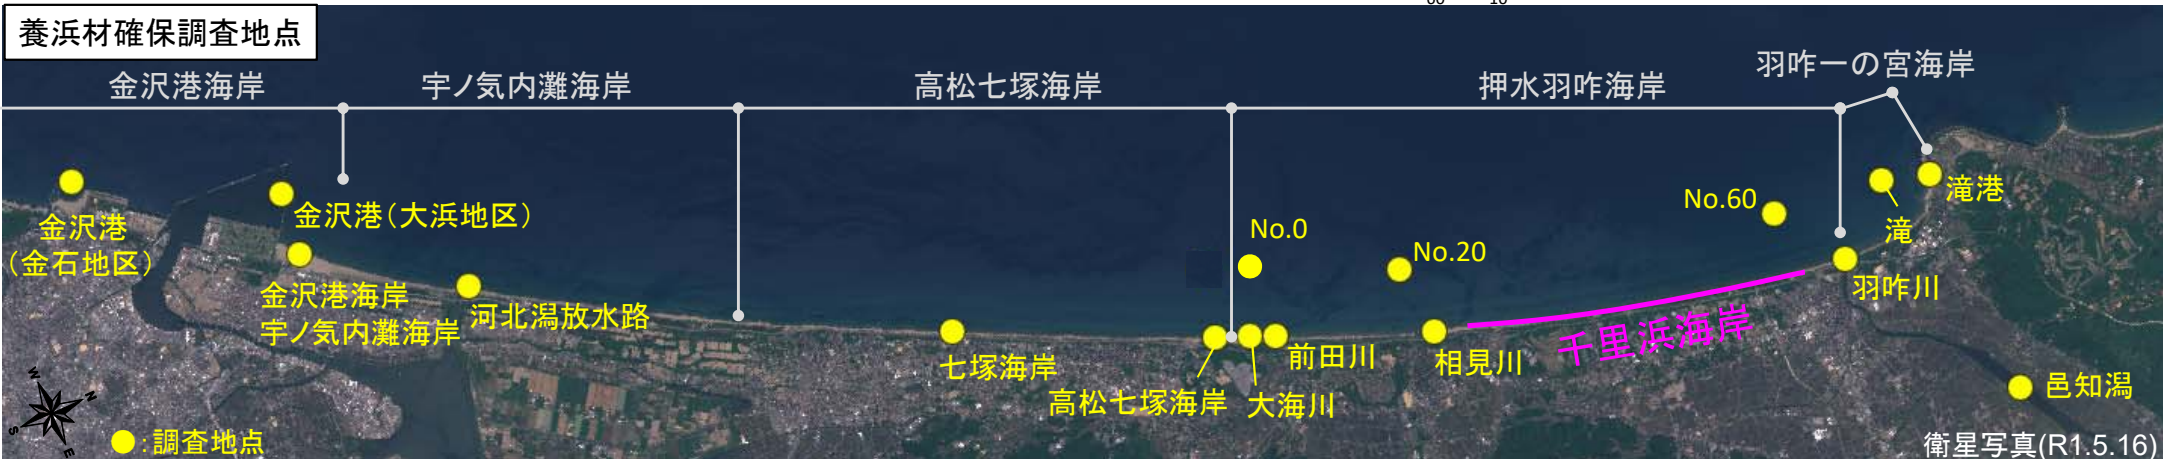 60 10
養浜材確保調査地点
金沢港海岸
宇ノ気内灘海岸
高松七塚海岸
押水羽咋海岸
羽咋一の宮海岸
金沢港
(金石地区)
金沢港(大浜地区)
金沢港海岸
宇ノ気内灘海岸
河北潟放水路
七塚海岸
高松七塚海岸
大海川
前田川
No.0
No.20
相見川
千里浜海岸
No.60
滝
滝港
羽咋川
邑知潟
W
N
S
E
:調査地点
衛星写真(R1.5.16)